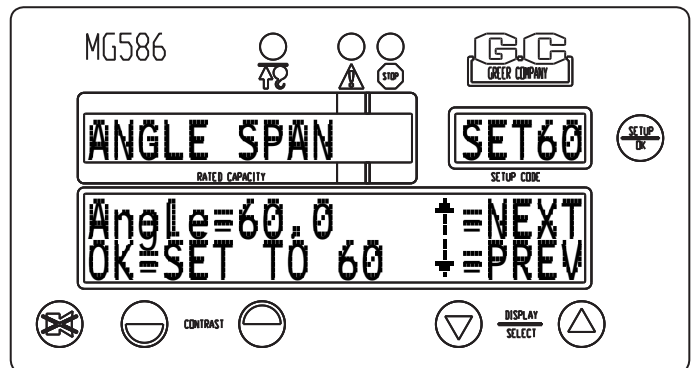 MG586
STOP
G.C
GREER COMPANY
ANGLE SPAN
RATED CAPACITY
SET60
SETUP CODE
SETUP
OK
Angle=60.0 =NEXT
OK=SET TO 60 =PREV
CONTRAST
DISPLAY
SELECT